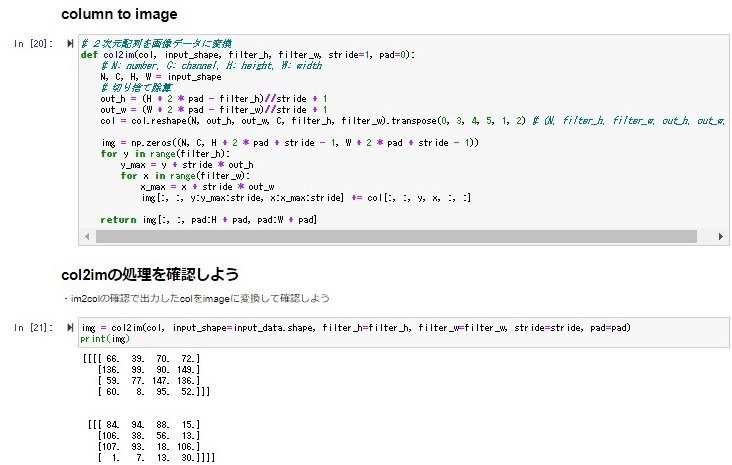 column to image
In [20]:
# ２次元配列を画像データに変換
def col2im(col, input_shape, filter_h, filter_w, stride=1, pad=0):
# N: number, C: channel, H: height, W: width
N, C, H, W = input_shape
# 切り捨て除算
out_h = (H + 2 * pad - filter_h)//stride + 1
out_w = (W + 2 * pad - filter_w)//stride + 1
col = col.reshape(N, out_h, out_w, C, filter_h, filter_w).transpose(0, 3, 4, 5, 1, 2) # (N, filter_h, filter_w, out_h, out_w,
img = np.zeros((N, C, H + 2 * pad + stride - 1, W + 2 * pad + stride - 1))
for y in range(filter_h):
y_max = y + stride * out_h
for x in range(filter_w):
x_max = x + stride * out_w
img[:, :, y:y_max:stride, x:x_max:stride] += col[:, :, y, x, :, :]
return img[:, :, pad:H + pad, pad:W + pad]
col2imの処理を確認しよう
・im2colの確認で出力したcolをimageに変換して確認しよう
In [21]:
img = col2im(col, input_shape=input_data.shape, filter_h=filter_h, filter_w=filter_w, stride=stride, pad=pad)
print(img)
[[[[ 66. 39. 70. 72.]
[136. 99. 90. 149.]
[ 59. 77. 147. 136.]
[ 60. 8. 95. 52.]]]
[[[ 84. 94. 88. 15.]
[106. 38. 56. 13.]
[107. 93. 18. 106.]
[ 1. 7. 13. 30.]]]]